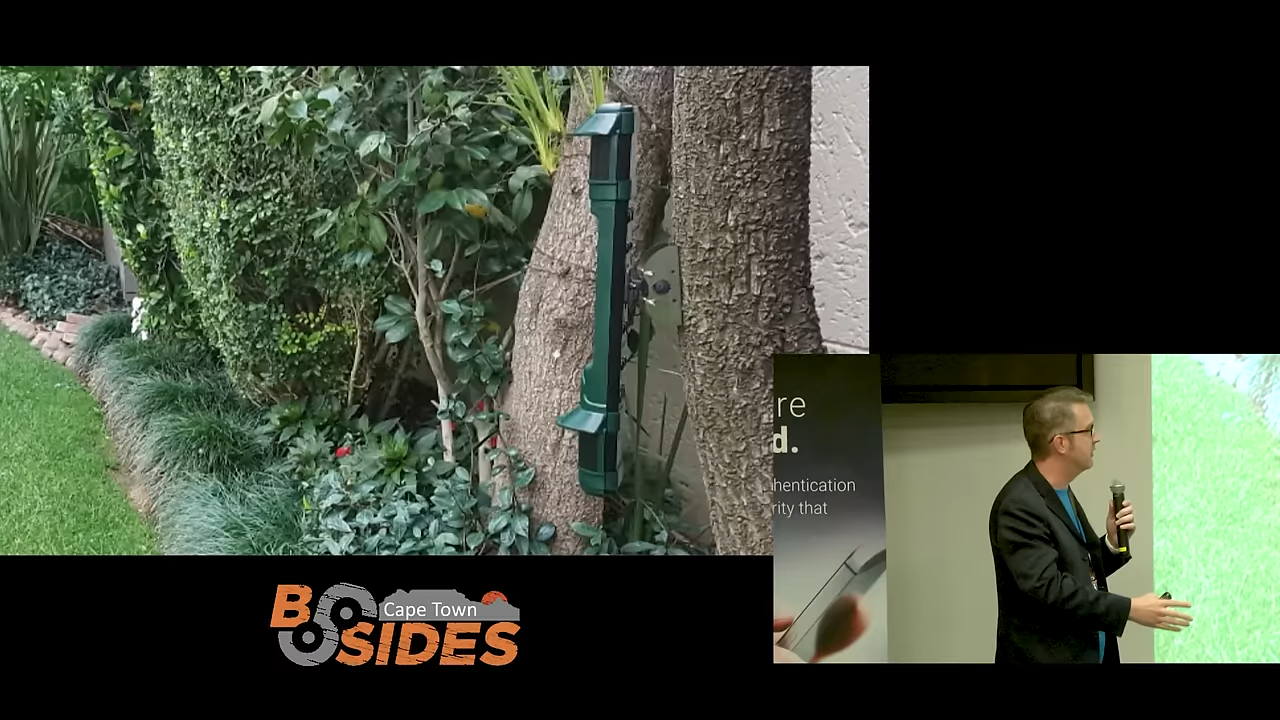 re
d.
hentication
rity that
Cape Town
BSIDES